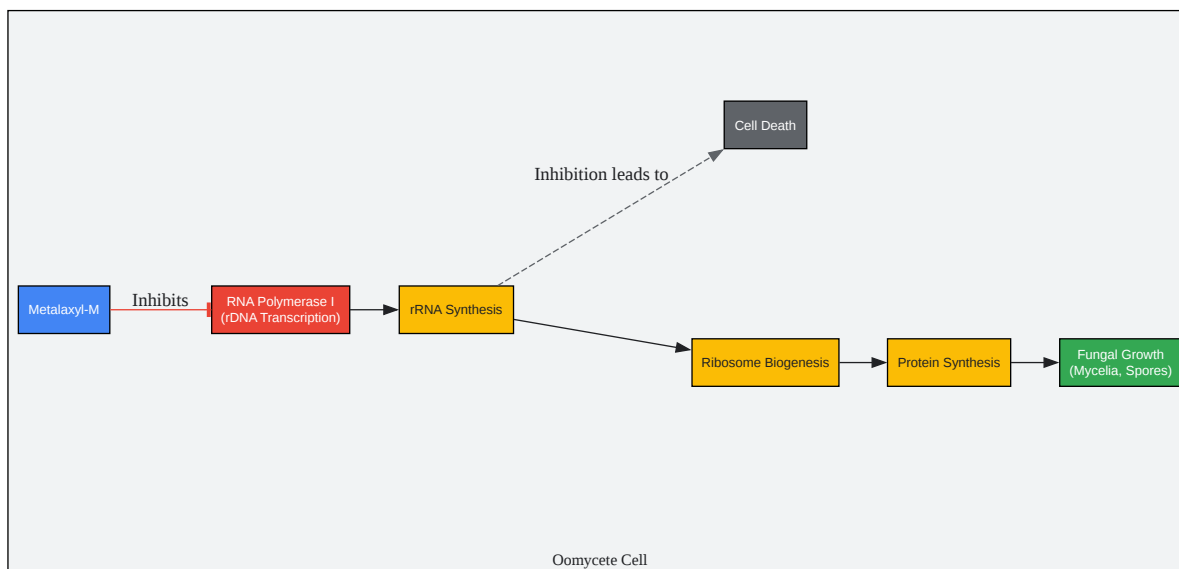 Cell Death
Inhibition leads to
Metalaxyl-M
Inhibits
RNA Polymerase I
(rDNA Transcription)
rRNA Synthesis
Ribosome Biogenesis
Protein Synthesis
Fungal Growth
(Mycelia, Spores)
Oomycete Cell